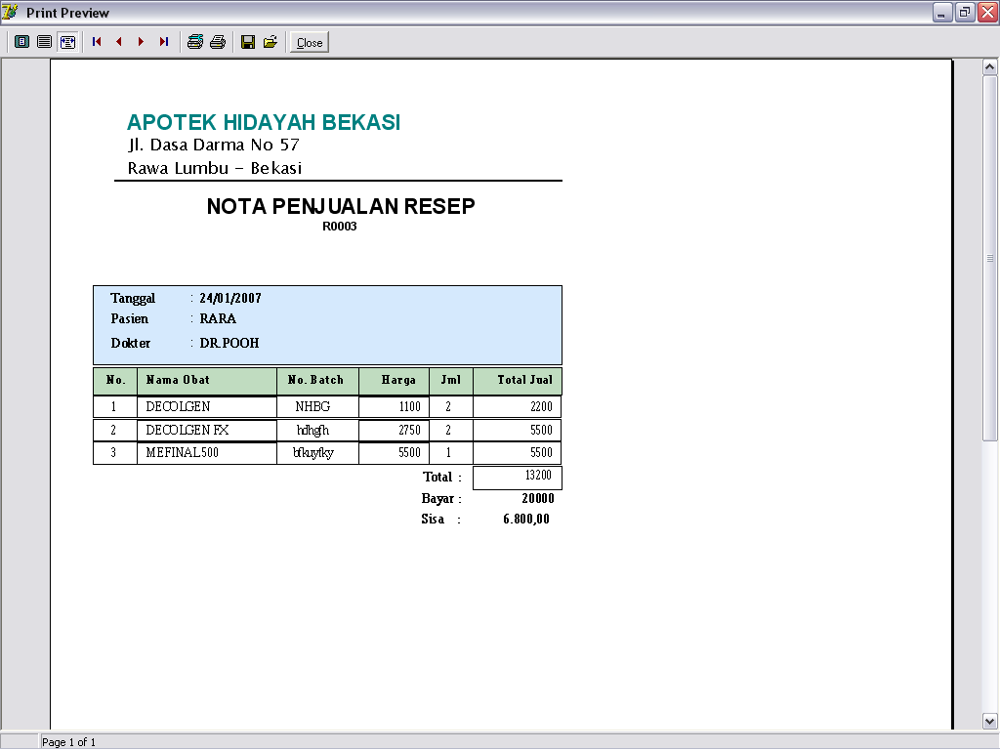 Print Preview
Close
APOTEK HIDAYAH BEKASI
Jl. Dasa Darma No 57
Rawa Lumbu - Bekasi
NOTA PENJUALAN RESEP
R0003
Tanggal : 24/01/2007
Pasien : RARA
Dokter : DR.POOH
No. Nama Obat No. Batch Harga Jml Total Jual
1 DECOLGEN NHBG 1100 2 2200
2 DECOLGEN FX hdhgfh 2750 2 5500
3 MEFINAL500 bfkuyfky 5500 1 5500
Total : 13200
Bayar : 20000
Sisa : 6.800,00
Page 1 of 1